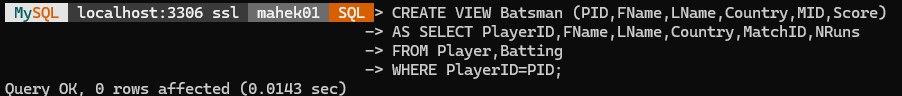 MySQL localhost:3306 ssl mahek01 SQL > CREATE VIEW Batsman (PID,FName,LName,Country,MID,Score)
-> AS SELECT PlayerID,FName,LName,Country,MatchID,NRuns
-> FROM Player,Batting
-> WHERE PlayerID=PID;
Query OK, 0 rows affected (0.0143 sec)